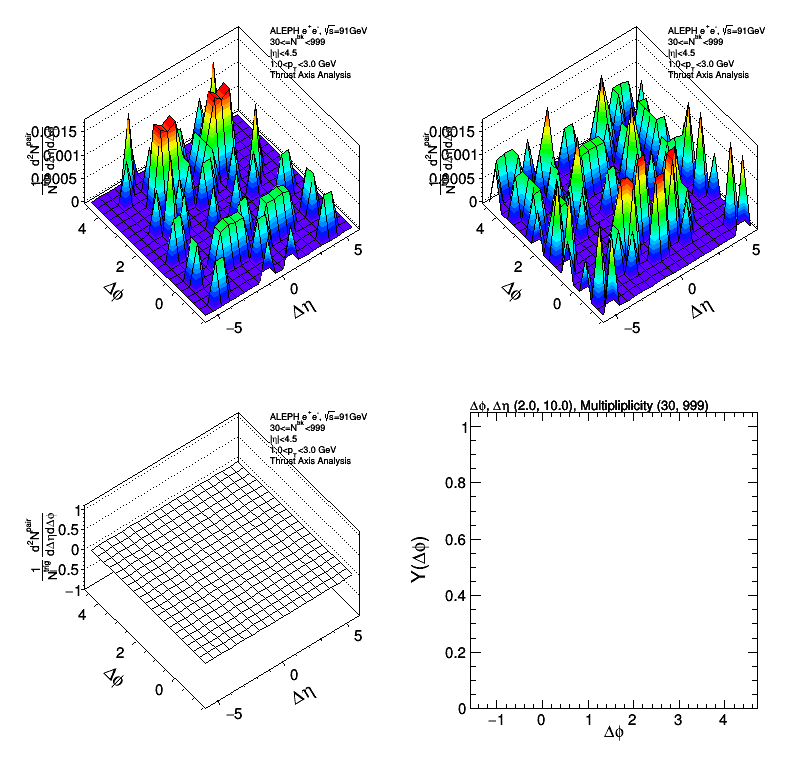 ALEPH e⁺e⁻, √s=91GeV
30<=N_trk<999
|η|<4.5
1.0<p_T<3.0 GeV
Thrust Axis Analysis
0.0015
0.001
0.0005
0
4
2
0
Δφ
−5
0
5
Δη
ALEPH e⁺e⁻, √s=91GeV
30<=N_trk<999
|η|<4.5
1.0<p_T<3.0 GeV
Thrust Axis Analysis
0.0015
0.001
0.0005
0
4
2
0
Δφ
−5
0
5
Δη
ALEPH e⁺e⁻, √s=91GeV
30<=N_trk<999
|η|<4.5
1.0<p_T<3.0 GeV
Thrust Axis Analysis
1/N^trig d²N^pair/dΔηdΔφ
1
0.5
0
−0.5
−1
4
2
0
Δφ
−5
0
5
Δη
Δφ, Δη (2.0, 10.0), Multipliplicity (30, 999)
Y(Δφ)
1
0.8
0.6
0.4
0.2
0
−1 0 1 2 3 4
Δφ